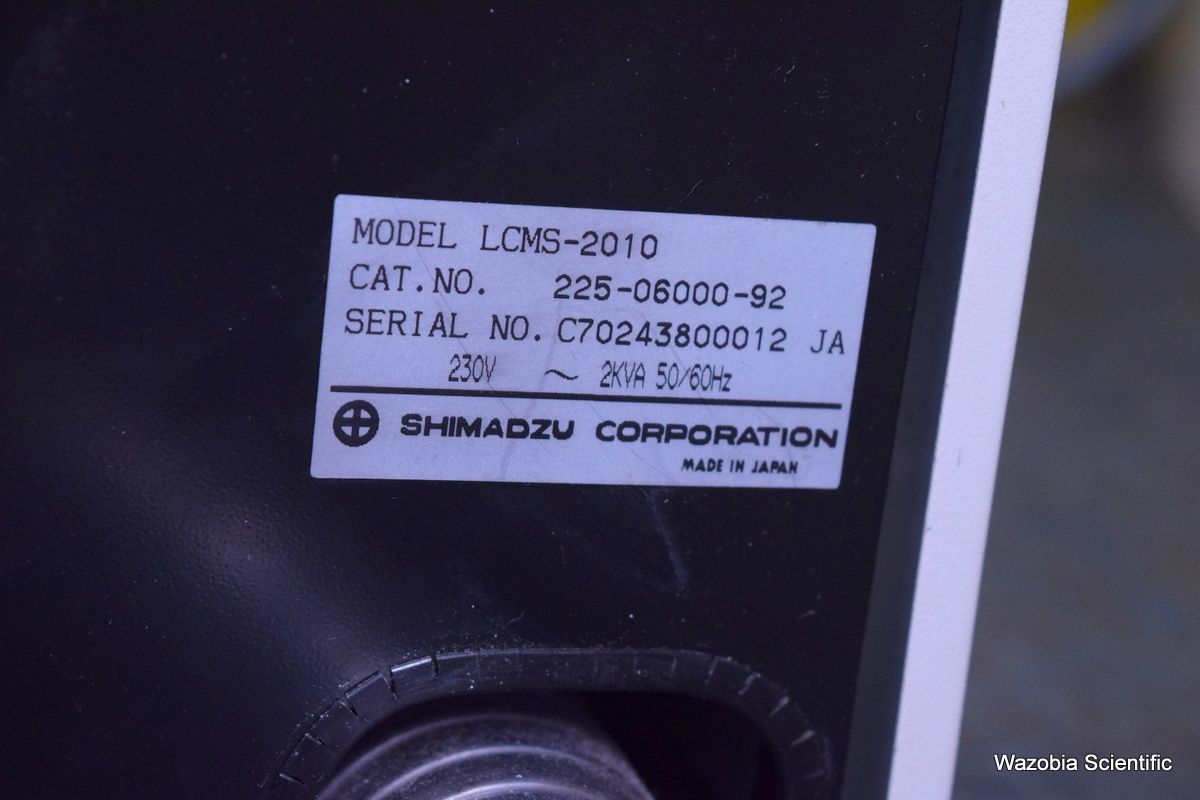 MODEL LCMS-2010
CAT.NO. 225-06000-92
SERIAL NO. C70243800012 JA
230V ~ 2KVA 50/60Hz
SHIMADZU CORPORATION
MADE IN JAPAN
Wazobia Scientific